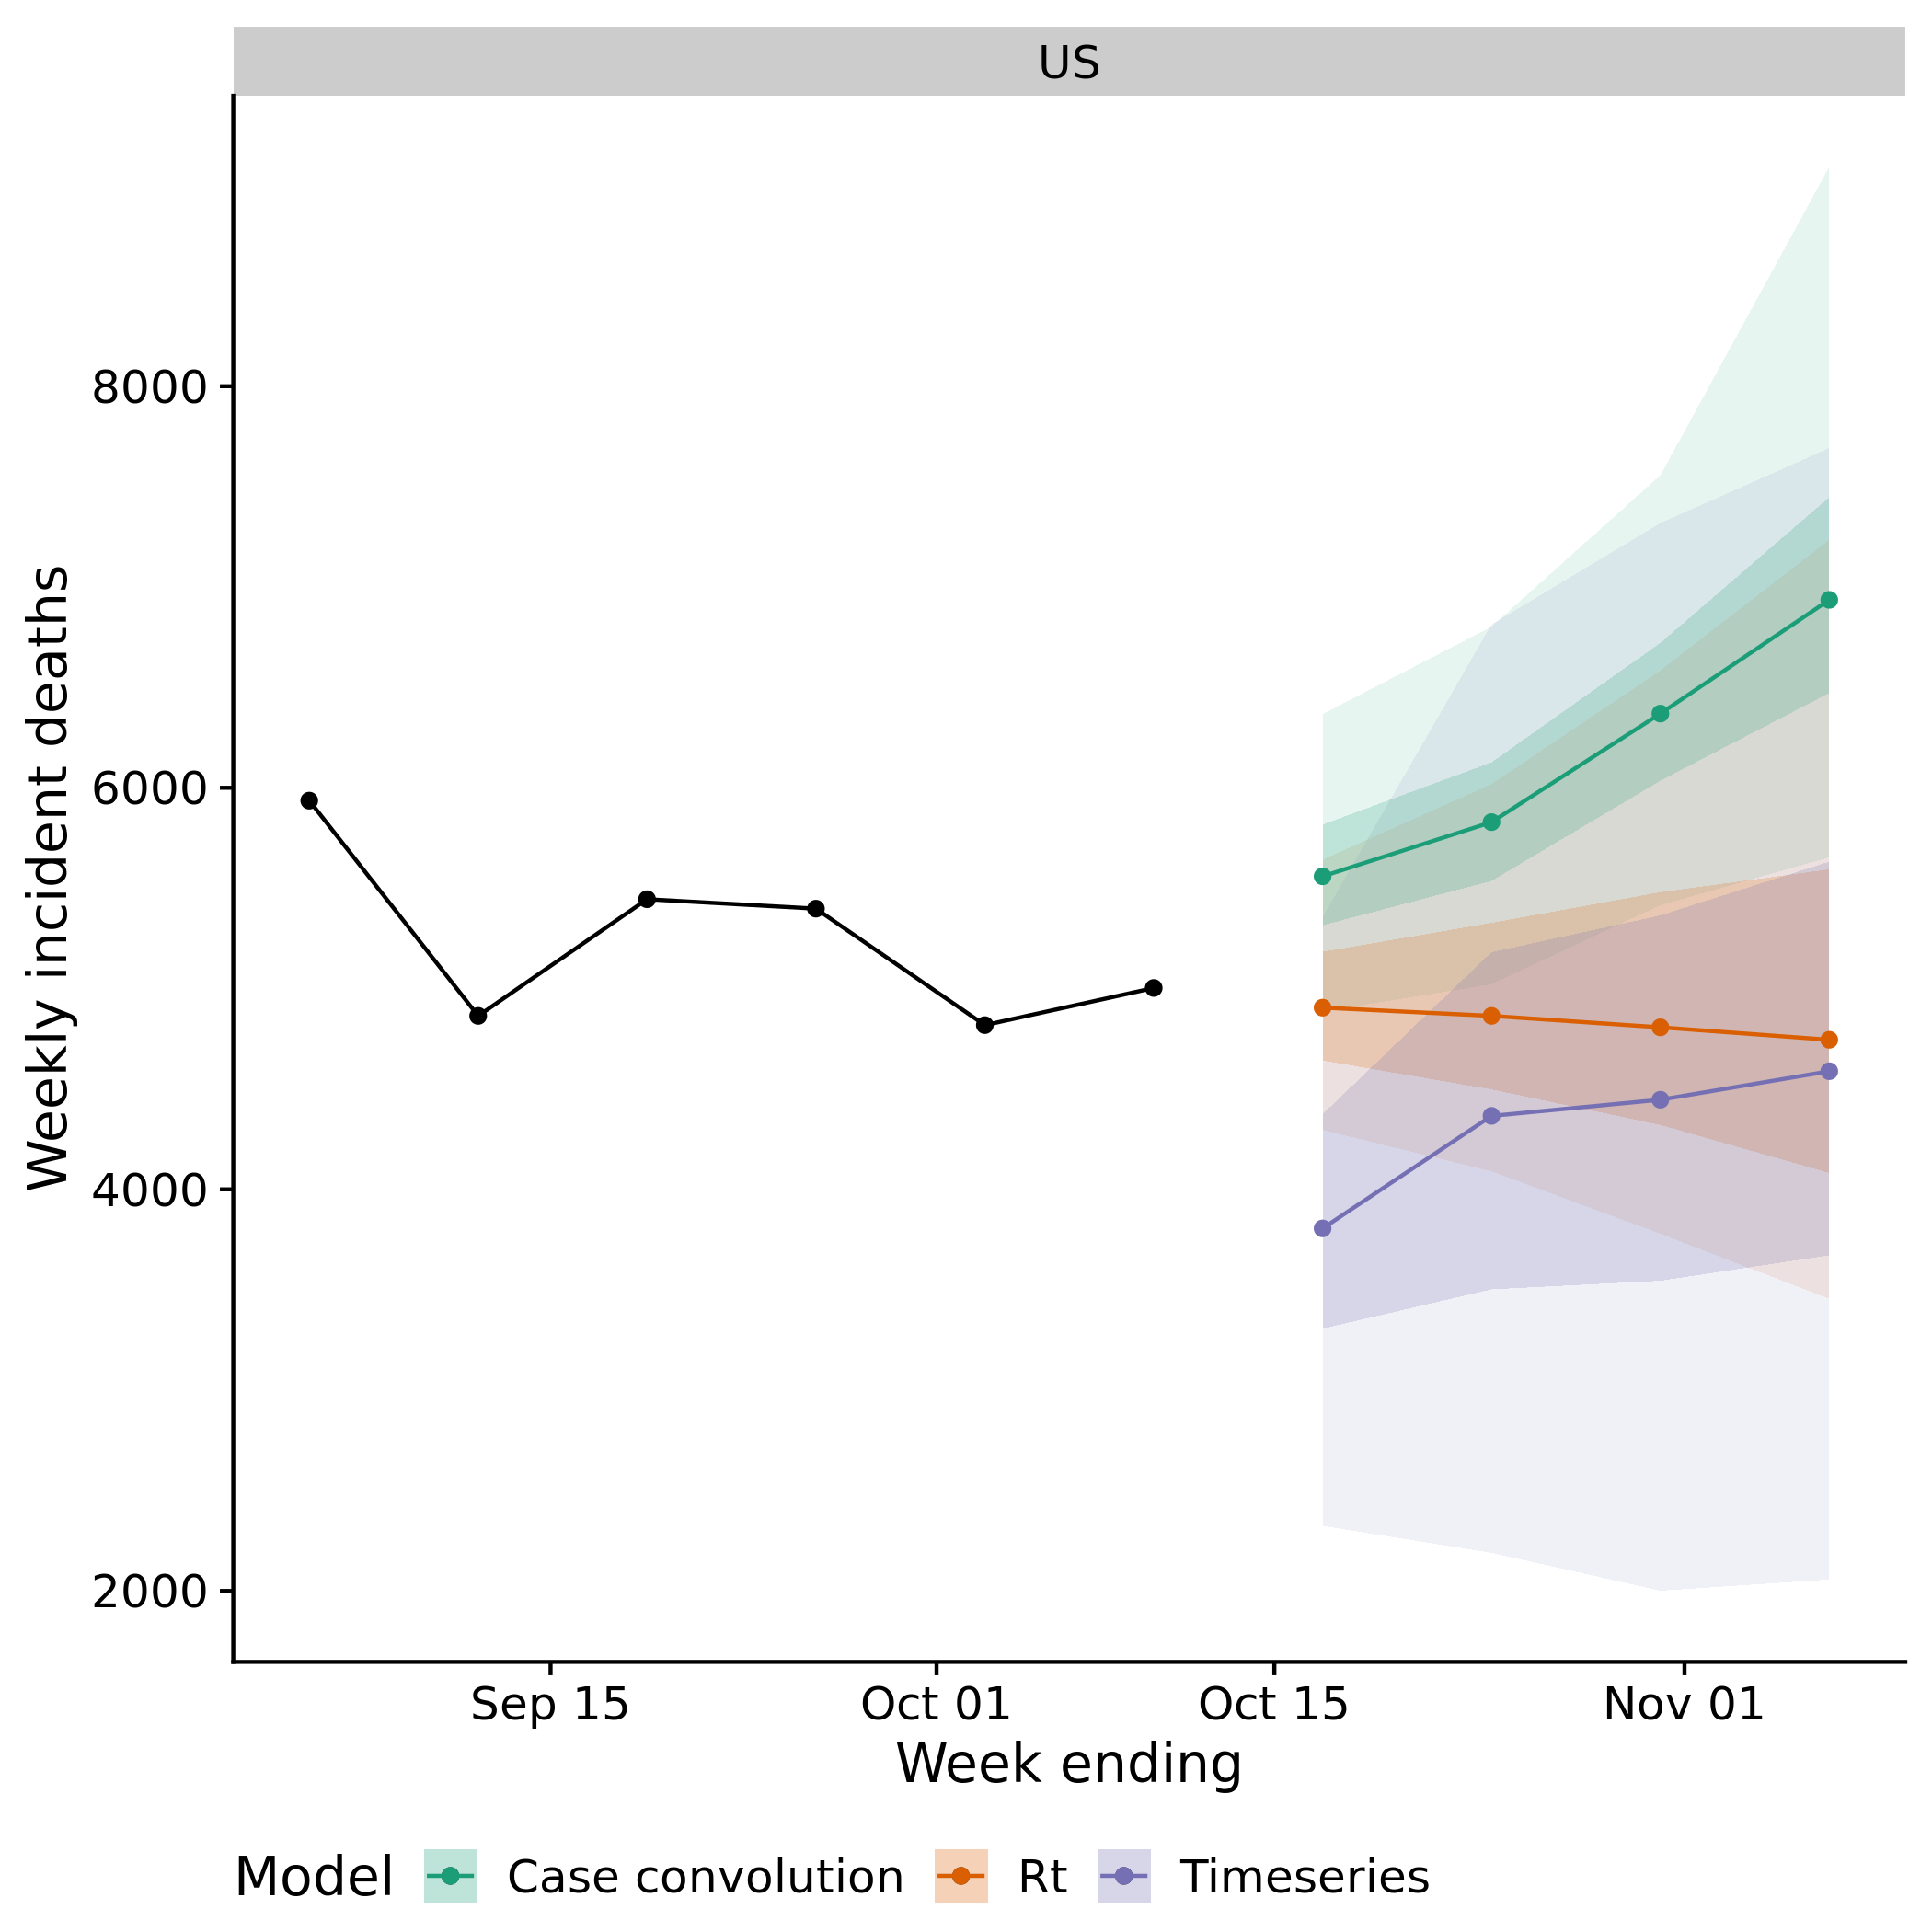 US
Weekly incident deaths
8000
6000
4000
2000
Sep 15 Oct 01 Oct 15 Nov 01
Week ending
Model Case convolution Rt Timeseries